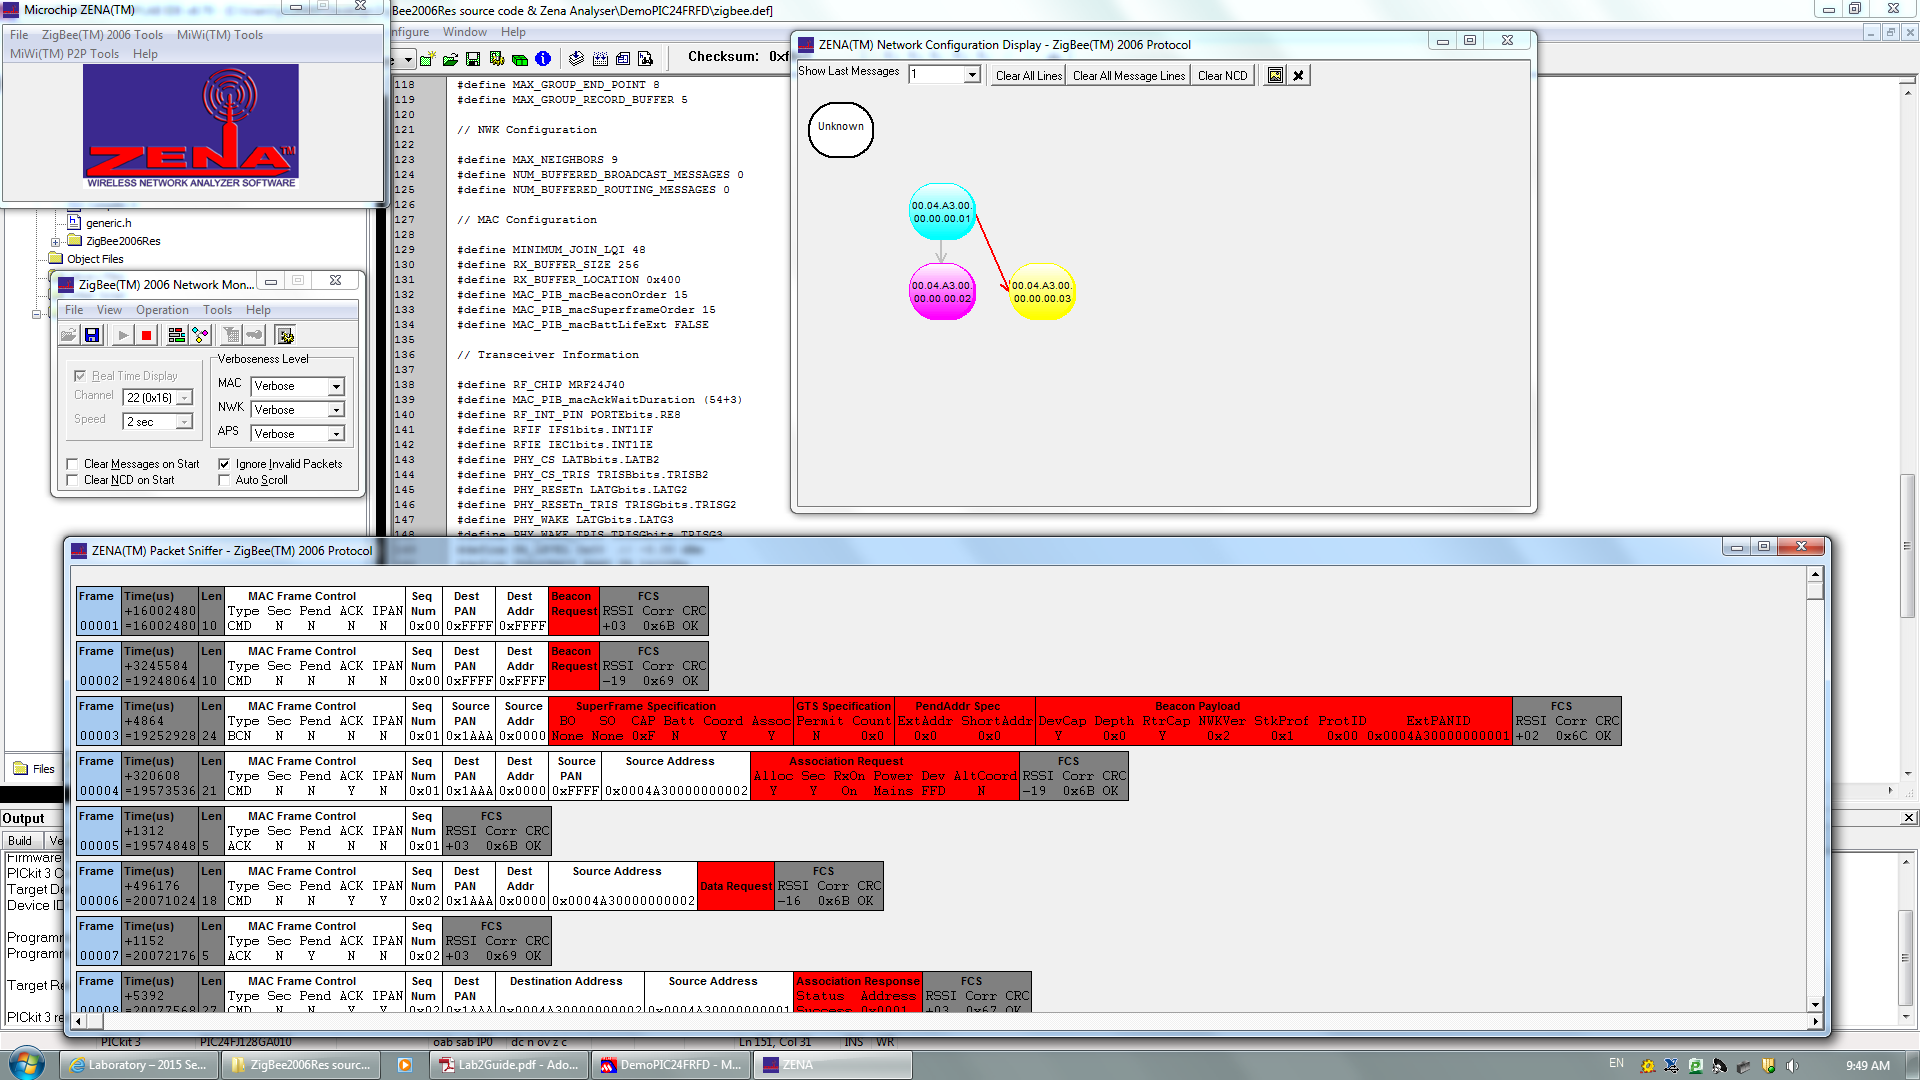 Microchip ZENA(TM)
File ZigBee(TM) 2006 Tools MiWi(TM) Tools
MiWi(TM) P2P Tools Help
ZENA TM
WIRELESS NETWORK ANALYZER SOFTWARE
Bee2006Res source code & Zena Analyser\DemoPIC24FRFD\zigbee.def]
nfigure Window Help
Checksum: 0xf
118 #define MAX_GROUP_END_POINT 8
119 #define MAX_GROUP_RECORD_BUFFER 5
120
121 // NWK Configuration
122
123 #define MAX_NEIGHBORS 9
124 #define NUM_BUFFERED_BROADCAST_MESSAGES 0
125 #define NUM_BUFFERED_ROUTING_MESSAGES 0
126
127 // MAC Configuration
128
129 #define MINIMUM_JOIN_LQI 48
130 #define RX_BUFFER_SIZE 256
131 #define RX_BUFFER_LOCATION 0x400
132 #define MAC_PIB_macBeaconOrder 15
133 #define MAC_PIB_macSuperframeOrder 15
134 #define MAC_PIB_macBattLifeExt FALSE
135
136 // Transceiver Information
137
138 #define RF_CHIP MRF24J40
139 #define MAC_PIB_macAckWaitDuration (54+3)
140 #define RF_INT_PIN PORTEbits.RE8
141 #define RFIF IFS1bits.INT1IF
142 #define RFIE IEC1bits.INT1IE
143 #define PHY_CS LATBbits.LATB2
144 #define PHY_CS_TRIS TRISBbits.TRISB2
145 #define PHY_RESETn LATGbits.LATG2
146 #define PHY_RESETn_TRIS TRISGbits.TRISG2
147 #define PHY_WAKE LATGbits.LATG3
148 #define PHY_WAKE_TRIS TRISGbits.TRISG3
generic.h
ZigBee2006Res
Object Files
ZigBee(TM) 2006 Network Mon...
File View Operation Tools Help
Real Time Display
Channel 22 (0x16)
Speed 2 sec
Verboseness Level
MAC Verbose
NWK Verbose
APS Verbose
Clear Messages on Start Ignore Invalid Packets
Clear NCD on Start Auto Scroll
Files
ZENA(TM) Network Configuration Display - ZigBee(TM) 2006 Protocol
Show Last Messages 1 Clear All Lines Clear All Message Lines Clear NCD
Unknown
00.04.A3.00.
00.00.00.01
00.04.A3.00.
00.00.00.02
00.04.A3.00.
00.00.00.03
ZENA(TM) Packet Sniffer - ZigBee(TM) 2006 Protocol
Frame Time(us) Len MAC Frame Control Seq Dest Dest Beacon FCS
+16002480 Type Sec Pend ACK IPAN Num PAN Addr Request RSSI Corr CRC
00001 =16002480 10 CMD N N N N 0x00 0xFFFF 0xFFFF +03 0x6B OK
Frame Time(us) Len MAC Frame Control Seq Dest Dest Beacon FCS
+3245584 Type Sec Pend ACK IPAN Num PAN Addr Request RSSI Corr CRC
00002 =19248064 10 CMD N N N N 0x00 0xFFFF 0xFFFF -19 0x69 OK
Frame Time(us) Len MAC Frame Control Seq Source Source SuperFrame Specification GTS Specification PendAddr Spec Beacon Payload FCS
+4864 Type Sec Pend ACK IPAN Num PAN Addr BO SO CAP Batt Coord Assoc Permit Count ExtAddr ShortAddr DevCap Depth RtrCap NWKVer StkProf ProtID ExtPANID RSSI Corr CRC
00003 =19252928 24 BCN N N N N 0x01 0x1AAA 0x0000 None None 0xF N Y Y N 0x0 0x0 0x0 Y 0x0 Y 0x2 0x1 0x00 0x0004A30000000001 +02 0x6C OK
Frame Time(us) Len MAC Frame Control Seq Dest Dest Source Source Address Association Request FCS
+320608 Type Sec Pend ACK IPAN Num PAN Addr PAN Alloc Sec RxOn Power Dev AltCoord RSSI Corr CRC
00004 =19573536 21 CMD N N Y N 0x01 0x1AAA 0x0000 0xFFFF 0x0004A30000000002 Y Y On Mains FFD N -19 0x6B OK
Frame Time(us) Len MAC Frame Control Seq FCS
+1312 Type Sec Pend ACK IPAN Num RSSI Corr CRC
00005 =19574848 5 ACK N N N N 0x01 +03 0x6B OK
Frame Time(us) Len MAC Frame Control Seq Dest Dest Source Address FCS
+496176 Type Sec Pend ACK IPAN Num PAN Addr Data Request RSSI Corr CRC
00006 =20071024 18 CMD N N Y Y 0x02 0x1AAA 0x0000 0x0004A30000000002 -16 0x6B OK
Frame Time(us) Len MAC Frame Control Seq FCS
+1152 Type Sec Pend ACK IPAN Num RSSI Corr CRC
00007 =20072176 5 ACK N Y N N 0x02 +03 0x69 OK
Frame Time(us) Len MAC Frame Control Seq Dest Destination Address Source Address Association Response FCS
+5392 Type Sec Pend ACK IPAN Num PAN Status Address RSSI Corr CRC
00008 =20077568 27 CMD N N Y Y 0x02 0x1AAA 0x0004A30000000002 0x0004A30000000001 Success 0x0001 +03 0x67 OK
Output
Build Ve
Firmware
PICkit 3 C
Target De
Device ID
Programm
Programm
Target Re
PICkit 3 re
PICkit 3 PIC24FJ128GA010 oab sab IP0 dc n ov z c Ln 151, Col 31 INS WR
Laboratory – 2015 Se... ZigBee2006Res sourc... Lab2Guide.pdf - Ado... DemoPIC24FRFD - M... ZENA EN 9:49 AM